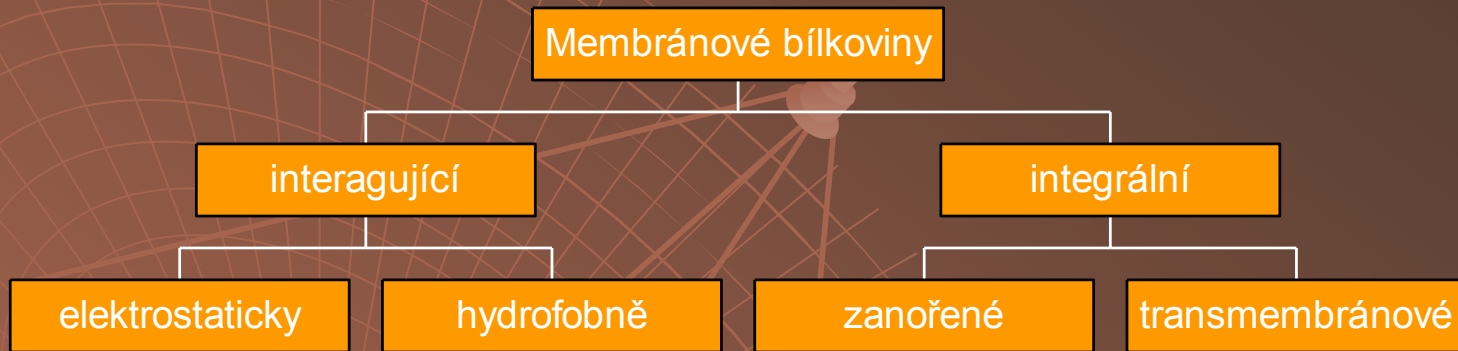 Membránové bílkoviny
interagující
integrální
elektrostaticky
hydrofobně
zanořené
transmembránové